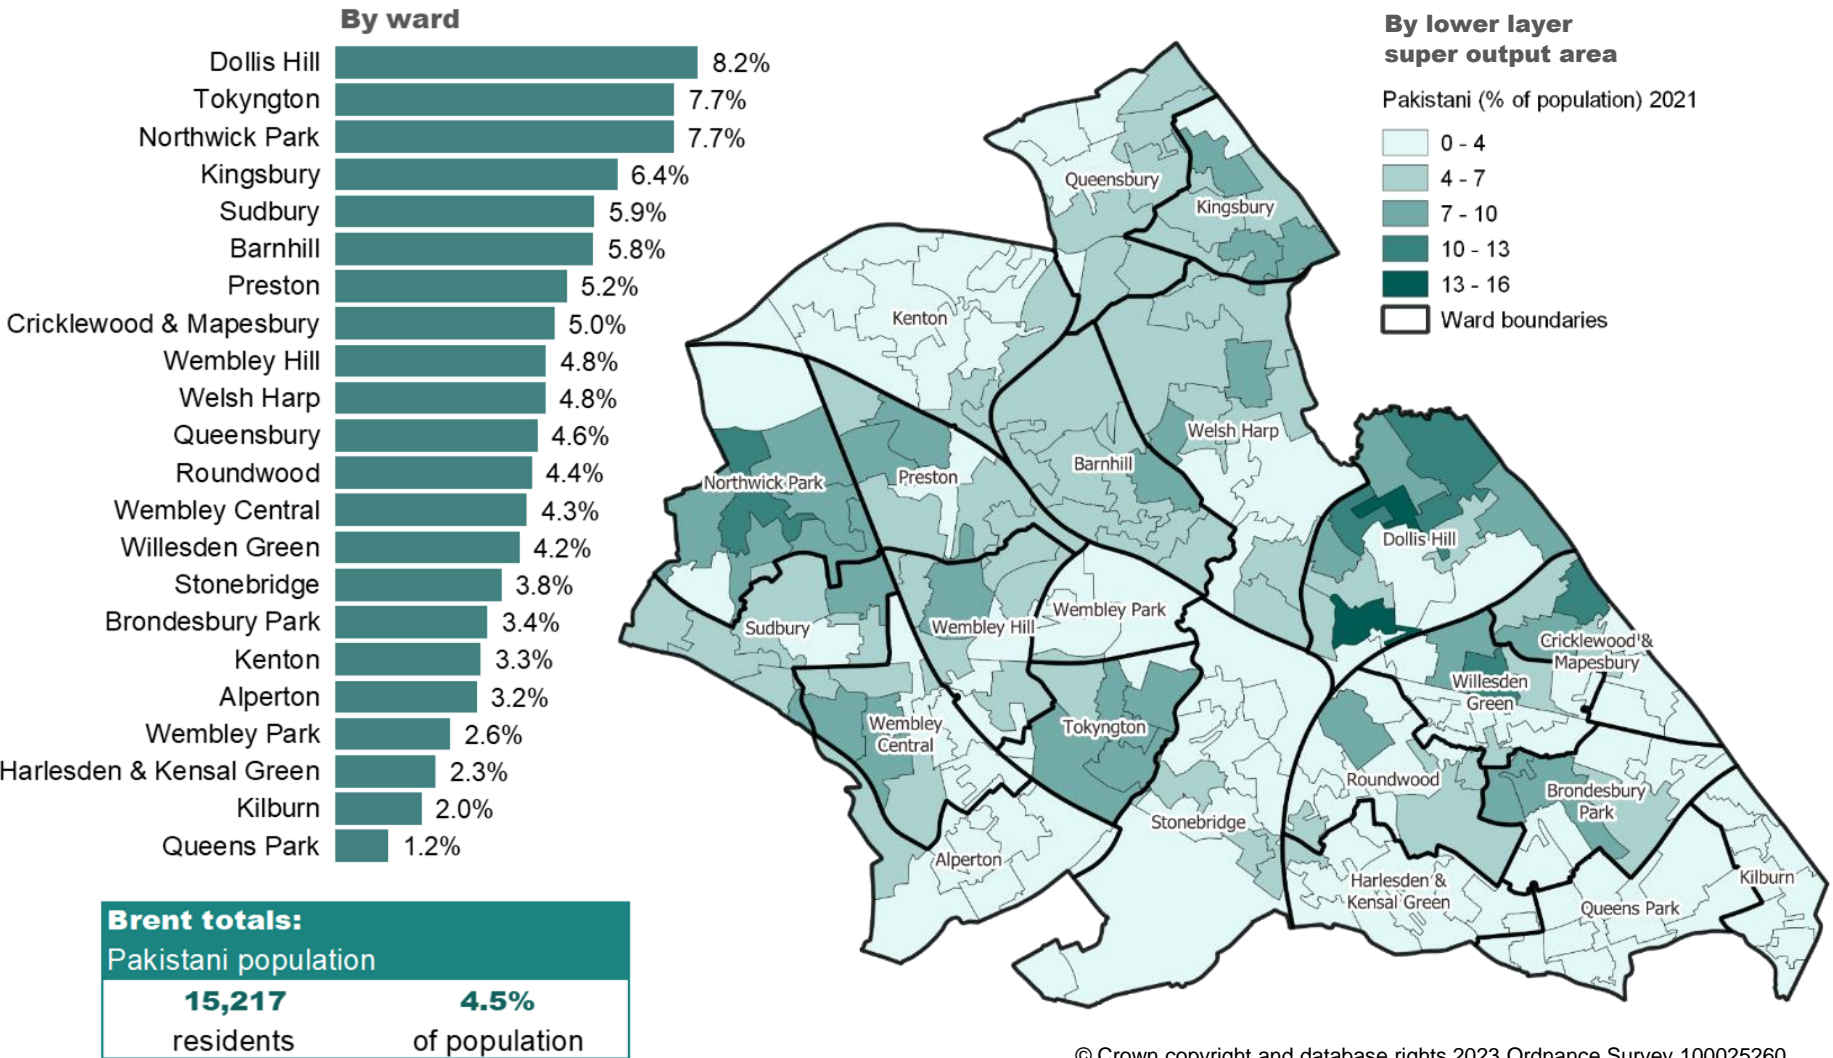 By ward
Dollis Hill 8.2%
Tokyngton 7.7%
Northwick Park 7.7%
Kingsbury 6.4%
Sudbury 5.9%
Barnhill 5.8%
Preston 5.2%
Cricklewood & Mapesbury 5.0%
Wembley Hill 4.8%
Welsh Harp 4.8%
Queensbury 4.6%
Roundwood 4.4%
Wembley Central 4.3%
Willesden Green 4.2%
Stonebridge 3.8%
Brondesbury Park 3.4%
Kenton 3.3%
Alperton 3.2%
Wembley Park 2.6%
Harlesden & Kensal Green 2.3%
Kilburn 2.0%
Queens Park 1.2%
Brent totals:
Pakistani population
15,217 4.5%
residents of population
By lower layer
super output area
Pakistani (% of population) 2021
0 - 4
4 - 7
7 - 10
10 - 13
13 - 16
Ward boundaries
Queensbury
Kingsbury
Kenton
Welsh Harp
Barnhill
Preston
Northwick Park
Dollis Hill
Wembley Park
Wembley Hill
Sudbury
Cricklewood &
Mapesbury
Willesden
Green
Wembley
Central
Tokyngton
Roundwood
Brondesbury
Park
Stonebridge
Alperton
Harlesden &
Kensal Green
Kilburn
Queens Park
© Crown copyright and database rights 2023 Ordnance Survey 100025260